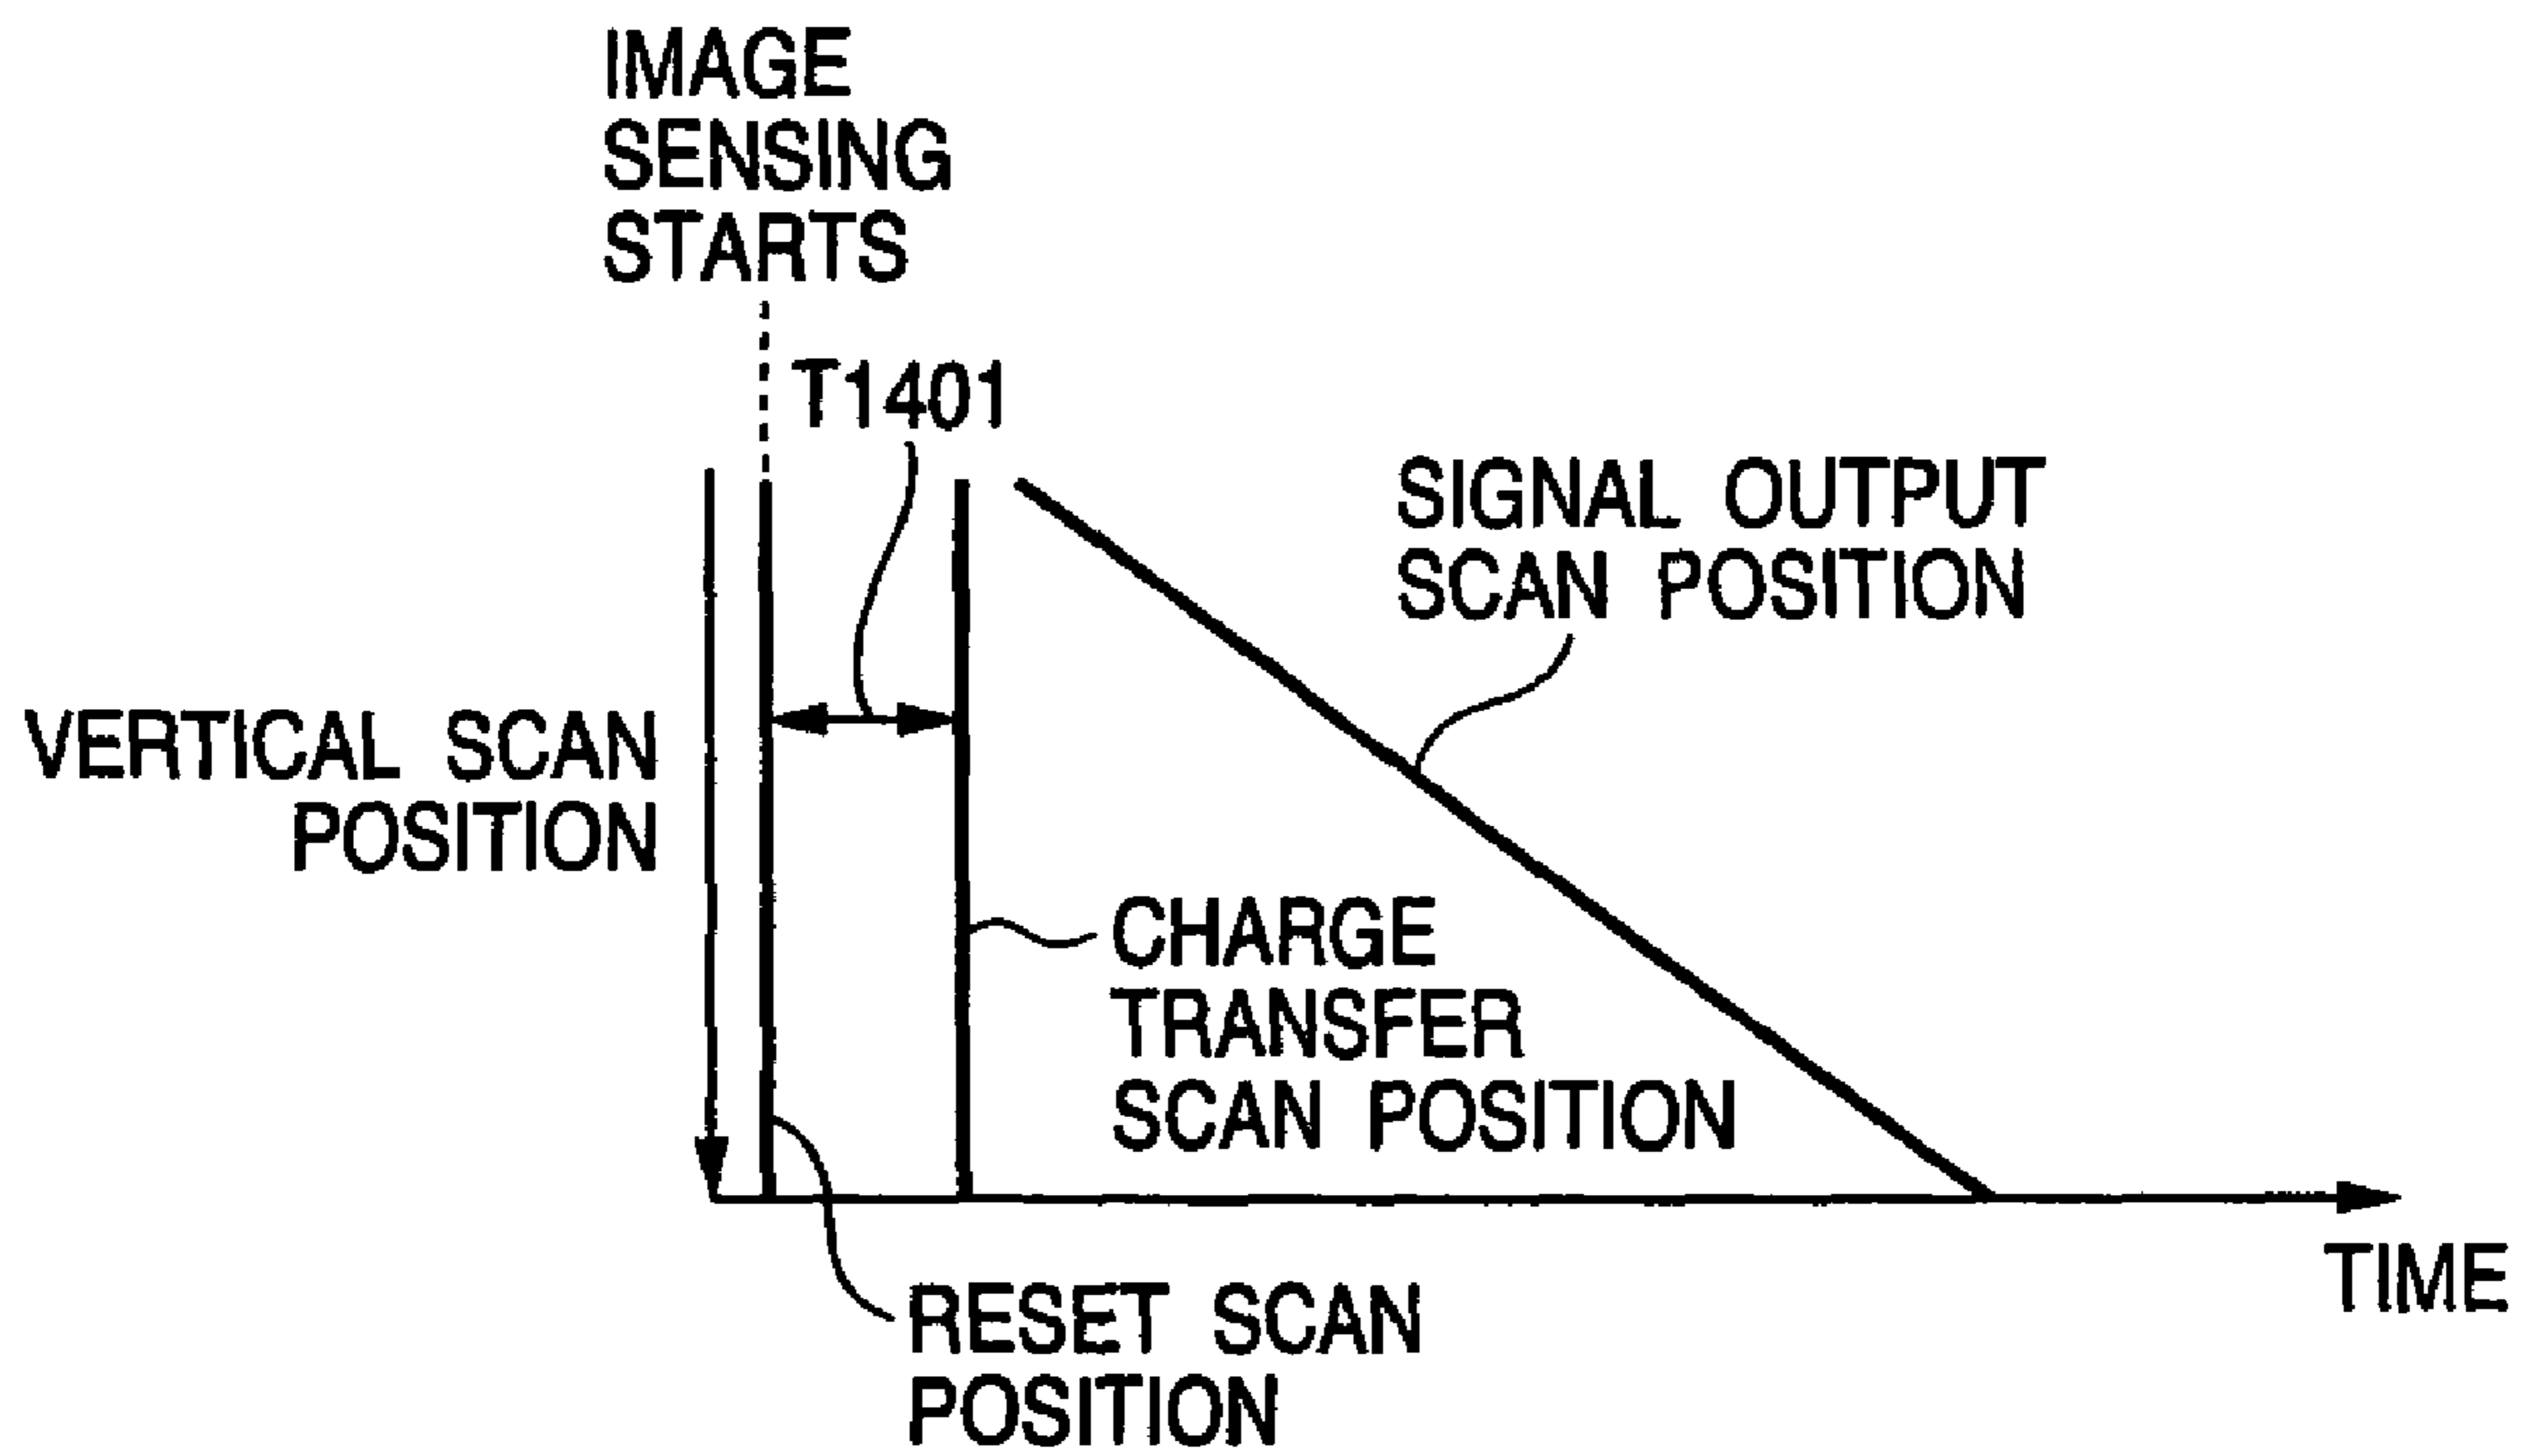 IMAGE
SENSING
STARTS
T1401
SIGNAL OUTPUT
SCAN POSITION
VERTICAL SCAN
POSITION
CHARGE
TRANSFER
SCAN POSITION
TIME
RESET SCAN
POSITION